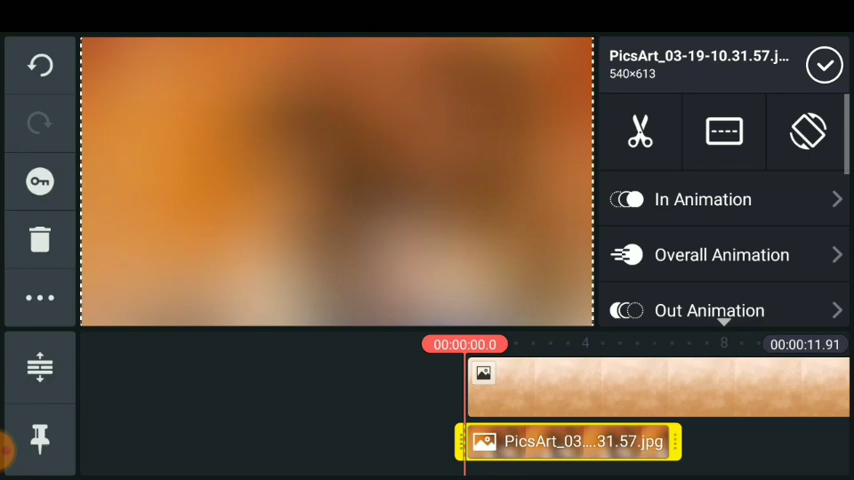 PicsArt_03-19-10.31.57.j...
540×613
In Animation
Overall Animation
Out Animation
00:00:00.0
4
8
00:00:11.91
PicsArt_03....31.57.jpg